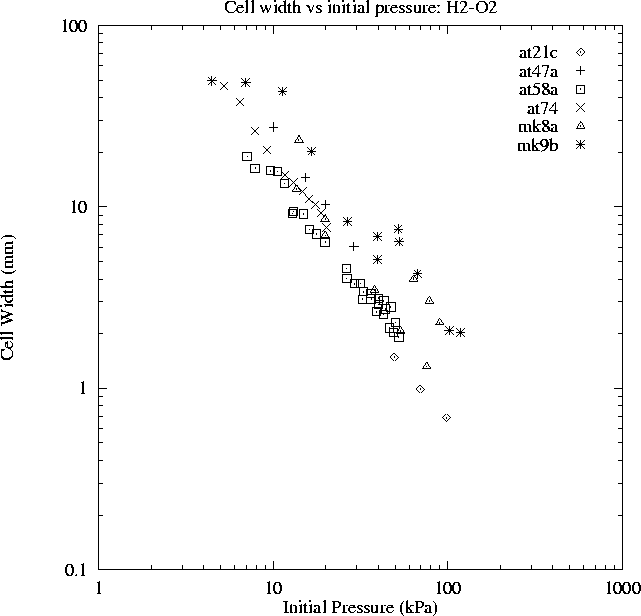 Cell width vs initial pressure: H2-O2
100
10
1
0.1
Cell Width (mm)
at21c
at47a
at58a
at74
mk8a
mk9b
1 10 100 1000
Initial Pressure (kPa)